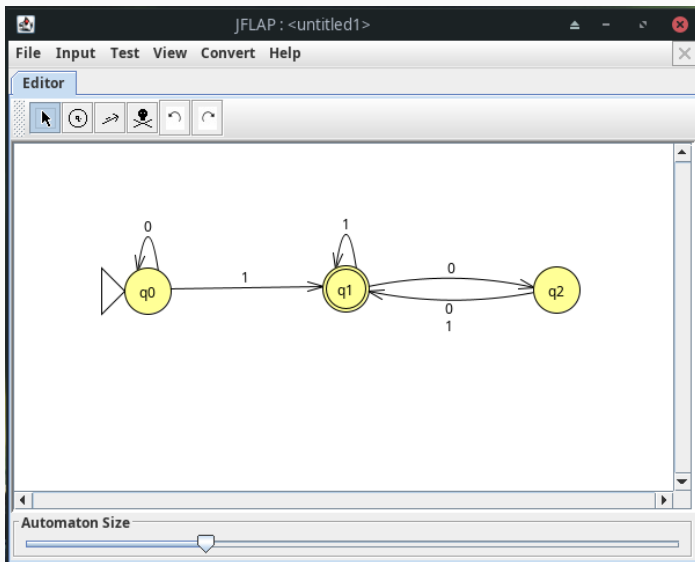 JFLAP : <untitled1>
File Input Test View Convert Help
Editor
0
1
1
0
q0
q1
q2
0
1
Automaton Size